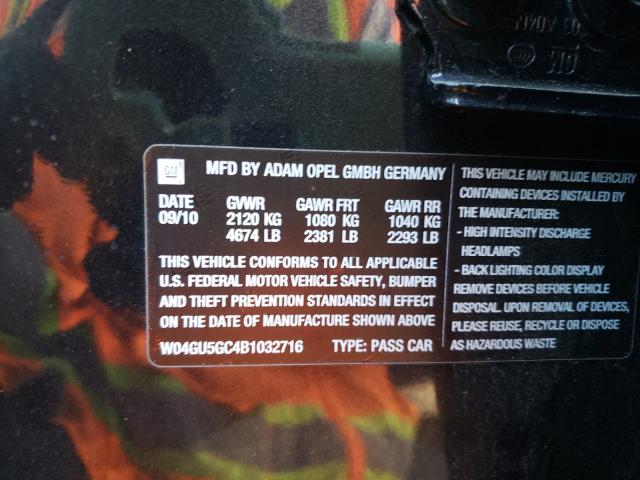 GM
MFD BY ADAM OPEL GMBH GERMANY
DATE GVWR GAWR FRT GAWR RR
09/10 2120 KG 1080 KG 1040 KG
4674 LB 2381 LB 2293 LB
THIS VEHICLE CONFORMS TO ALL APPLICABLE
U.S. FEDERAL MOTOR VEHICLE SAFETY, BUMPER
AND THEFT PREVENTION STANDARDS IN EFFECT
ON THE DATE OF MANUFACTURE SHOWN ABOVE
W04GU5GC4B1032716 TYPE: PASS CAR
THIS VEHICLE MAY INCLUDE MERCURY
CONTAINING DEVICES INSTALLED BY
THE MANUFACTURER:
- HIGH INTENSITY DISCHARGE
HEADLAMPS
- BACK LIGHTING COLOR DISPLAY
REMOVE DEVICES BEFORE VEHICLE
DISPOSAL. UPON REMOVAL OF DEVICES,
PLEASE REUSE, RECYCLE OR DISPOSE
AS HAZARDOUS WASTE